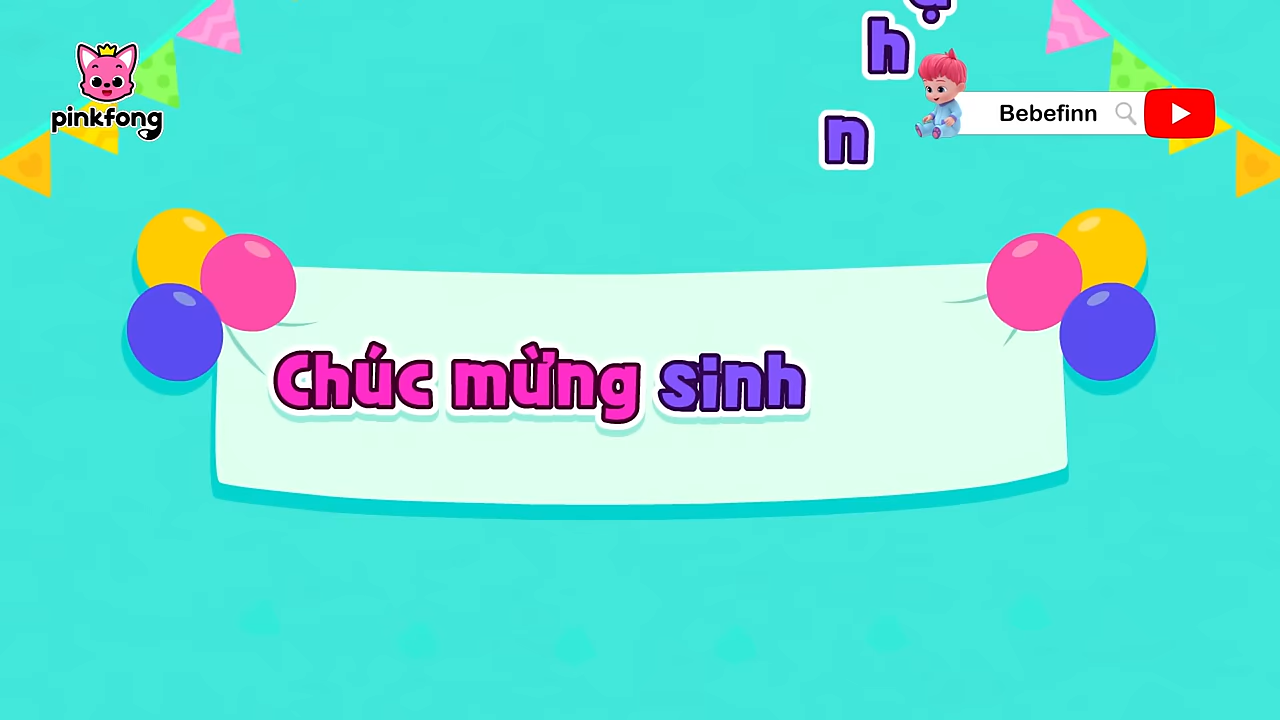 pinkfong
Bebefinn
h
n
Chúc mừng sinh